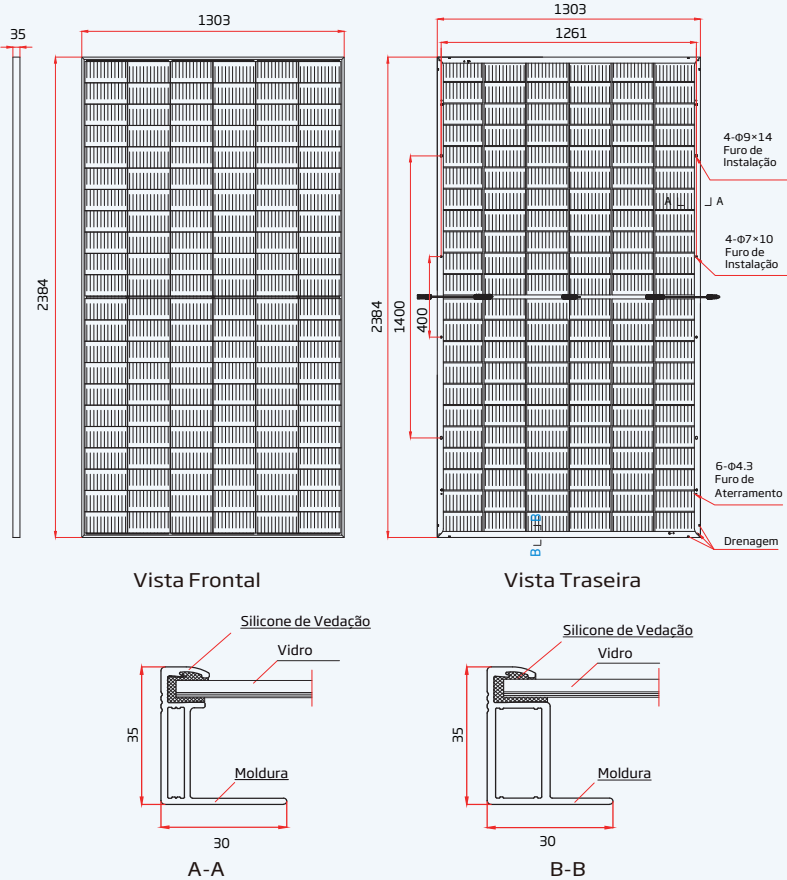 35
1303
2384
Vista Frontal
1303
1261
2384
1400
400
4-Φ9×14
Furo de
Instalação
A
A
4-Φ7×10
Furo de
Instalação
6-Φ4.3
Furo de
Aterramento
Drenagem
B
B
Vista Traseira
Silicone de Vedação
Vidro
35
Moldura
30
A-A
Silicone de Vedação
Vidro
35
Moldura
30
B-B